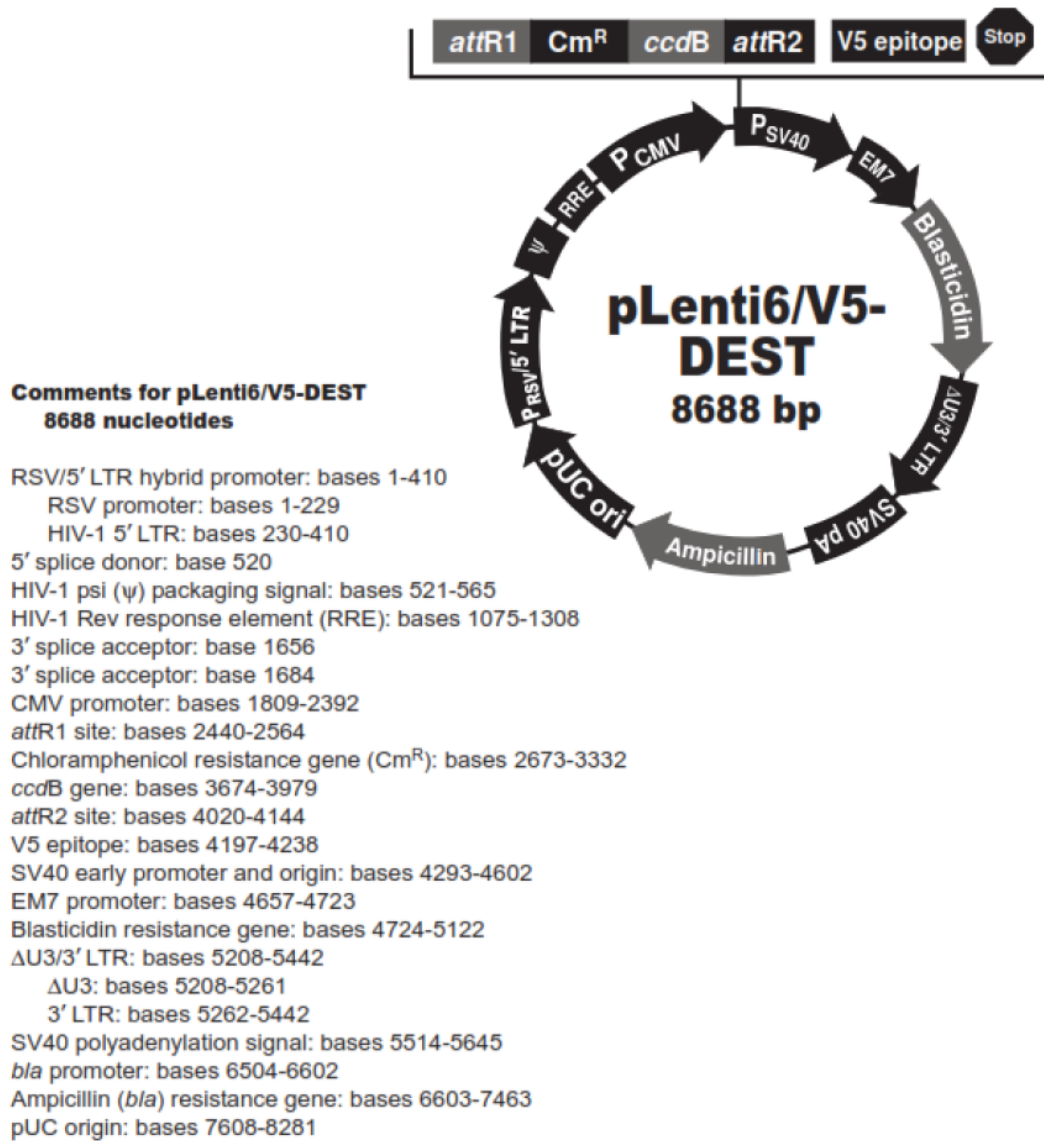 attR1 CmR ccdB attR2 V5 epitope Stop
PCMV
PSV40
EM7
RRE
ψ
Blasticidin
PRSV/5′ LTR
pLenti6/V5-
DEST
8688 bp
ΔU3/3′ LTR
pUC ori
SV40 pA
Ampicillin
Comments for pLenti6/V5-DEST
8688 nucleotides
RSV/5′ LTR hybrid promoter: bases 1-410
RSV promoter: bases 1-229
HIV-1 5′ LTR: bases 230-410
5′ splice donor: base 520
HIV-1 psi (ψ) packaging signal: bases 521-565
HIV-1 Rev response element (RRE): bases 1075-1308
3′ splice acceptor: base 1656
3′ splice acceptor: base 1684
CMV promoter: bases 1809-2392
attR1 site: bases 2440-2564
Chloramphenicol resistance gene (CmR): bases 2673-3332
ccdB gene: bases 3674-3979
attR2 site: bases 4020-4144
V5 epitope: bases 4197-4238
SV40 early promoter and origin: bases 4293-4602
EM7 promoter: bases 4657-4723
Blasticidin resistance gene: bases 4724-5122
ΔU3/3′ LTR: bases 5208-5442
ΔU3: bases 5208-5261
3′ LTR: bases 5262-5442
SV40 polyadenylation signal: bases 5514-5645
bla promoter: bases 6504-6602
Ampicillin (bla) resistance gene: bases 6603-7463
pUC origin: bases 7608-8281